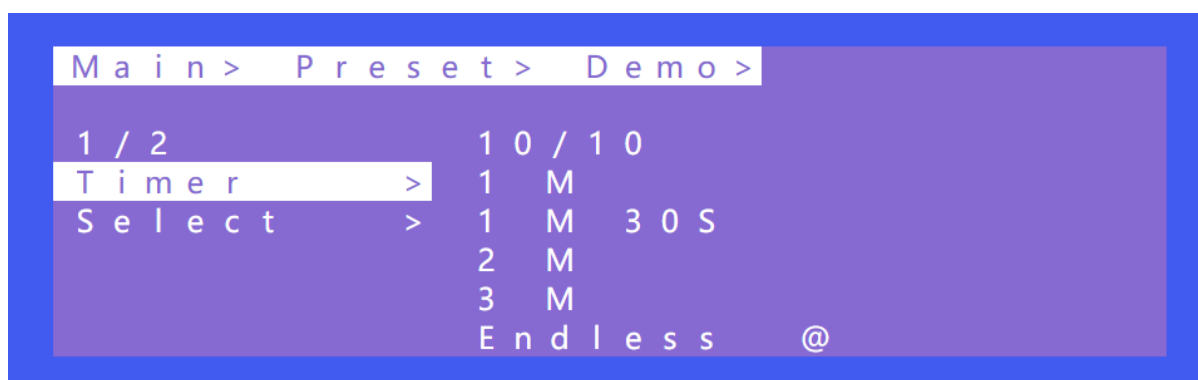 Main> Preset> Demo>
1/2 10/10
Timer > 1 M
Select > 1 M 30S
2 M
3 M
Endless @